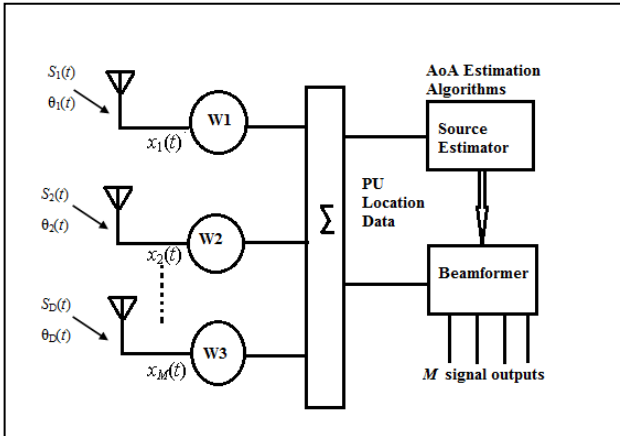 S1(t)
θ1(t)
x1(t)
W1
S2(t)
θ2(t)
x2(t)
W2
SD(t)
θD(t)
xM(t)
W3
Σ
AoA Estimation
Algorithms
Source
Estimator
PU
Location
Data
Beamformer
M signal outputs